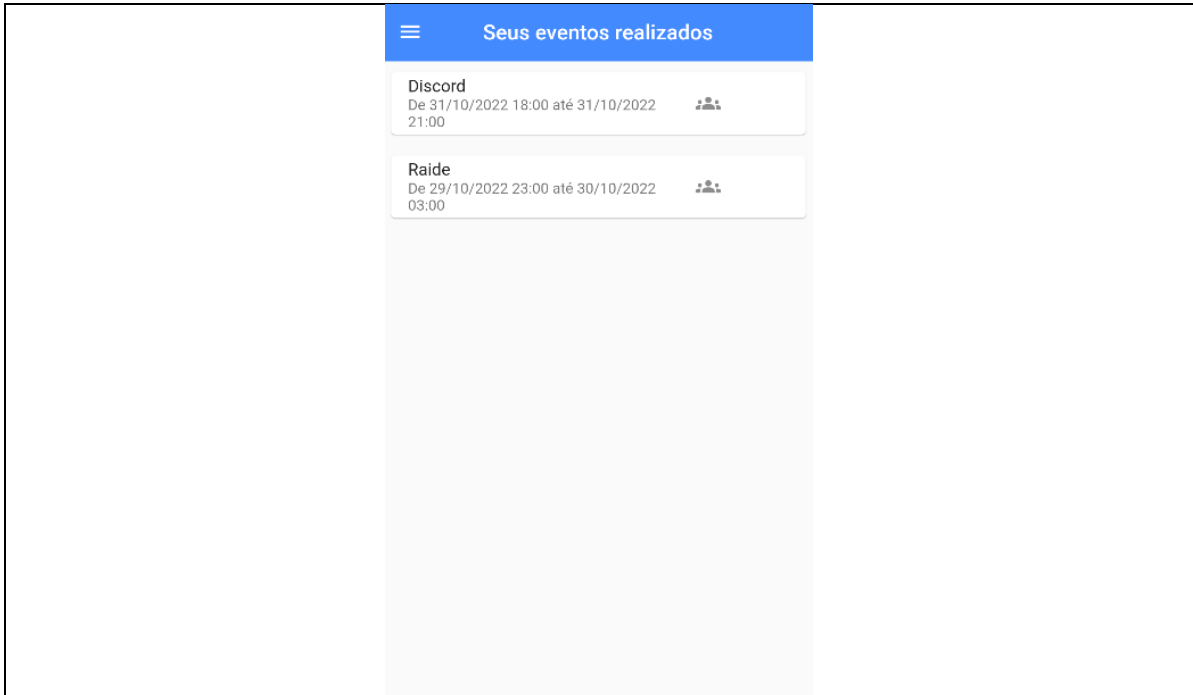 Seus eventos realizados
Discord
De 31/10/2022 18:00 até 31/10/2022
21:00
Raide
De 29/10/2022 23:00 até 30/10/2022
03:00